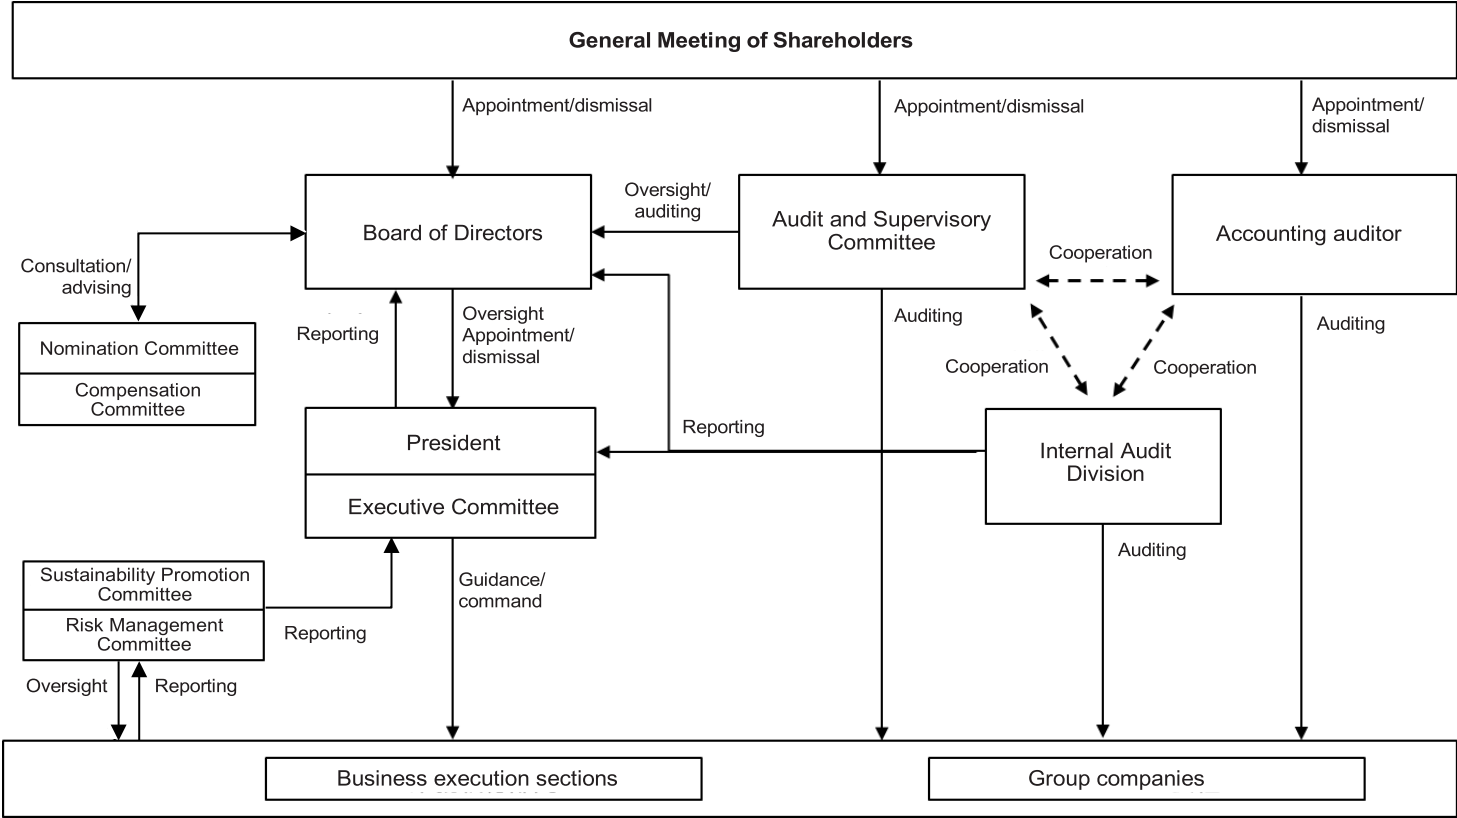 General Meeting of Shareholders
Appointment/dismissal
Appointment/dismissal
Appointment/
dismissal
Board of Directors
Oversight/
auditing
Audit and Supervisory
Committee
Accounting auditor
Cooperation
Consultation/
advising
Nomination Committee
Compensation
Committee
Reporting
Oversight
Appointment/
dismissal
Auditing
Auditing
Cooperation
Cooperation
President
Executive Committee
Reporting
Internal Audit
Division
Auditing
Sustainability Promotion
Committee
Risk Management
Committee
Reporting
Guidance/
command
Oversight
Reporting
Business execution sections
Group companies